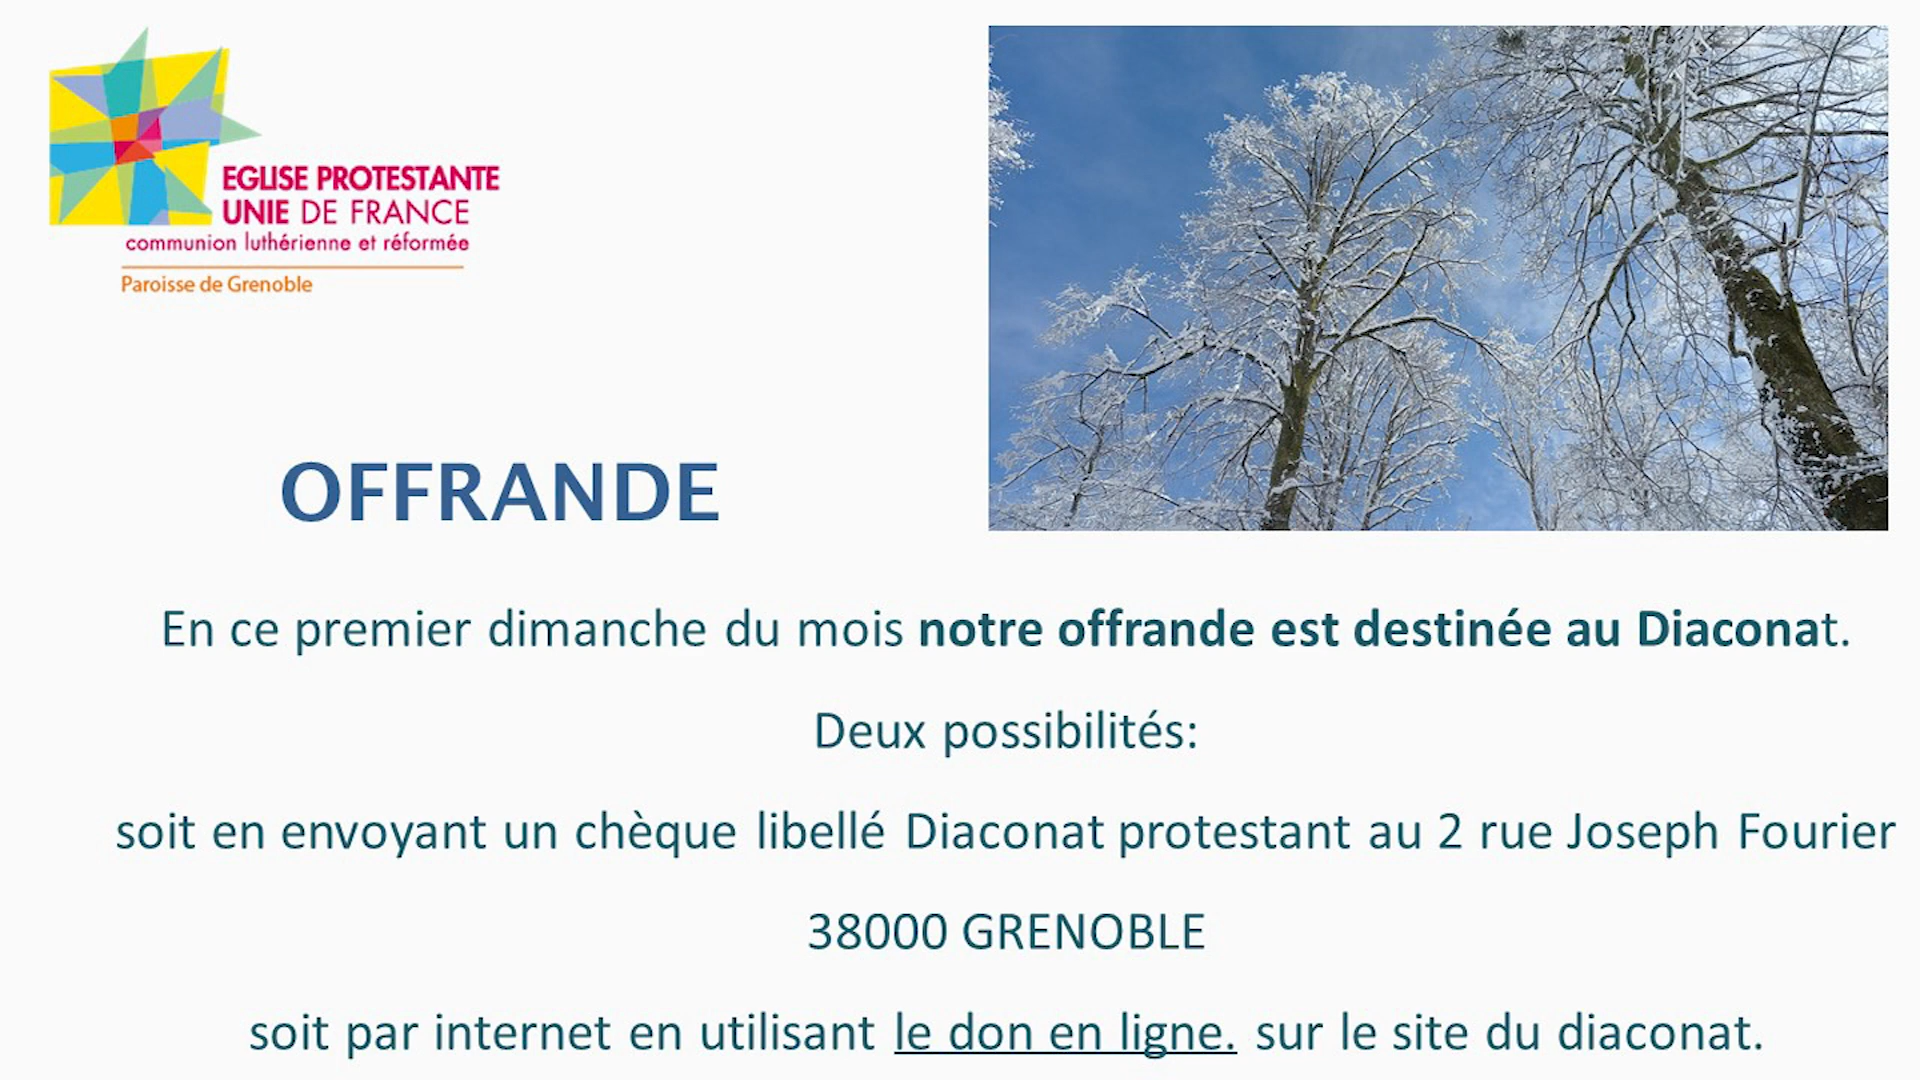 EGLISE PROTESTANTE
UNIE DE FRANCE
communion luthérienne et réformée
Paroisse de Grenoble
OFFRANDE
En ce premier dimanche du mois notre offrande est destinée au Diaconat.
Deux possibilités:
soit en envoyant un chèque libellé Diaconat protestant au 2 rue Joseph Fourier
38000 GRENOBLE
soit par internet en utilisant le don en ligne. sur le site du diaconat.